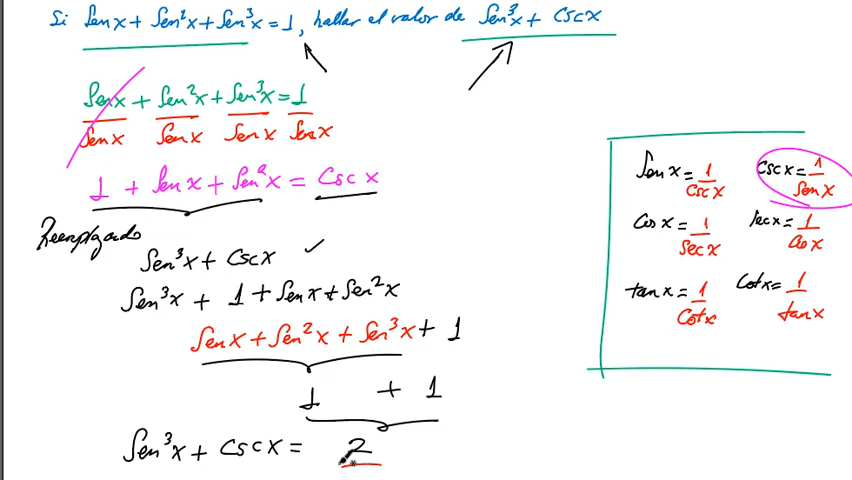 Si Senx + Sen²x + Sen³x = 1, hallar el valor de Sen³x + Cscx
Senx/Senx + Sen²x/Senx + Sen³x/Senx = 1/Senx
1 + Senx + Sen²x = Csc x
Reemplazado
Sen³x + Cscx ✓
Sen³x + 1 + Senx + Sen²x
Senx + Sen²x + Sen³x + 1
1 + 1
Sen³x + Cscx = 2
Senx = 1/Cscx Cscx = 1/Senx
Cosx = 1/Secx Secx = 1/Cosx
tanx = 1/Cotx Cotx = 1/tanx